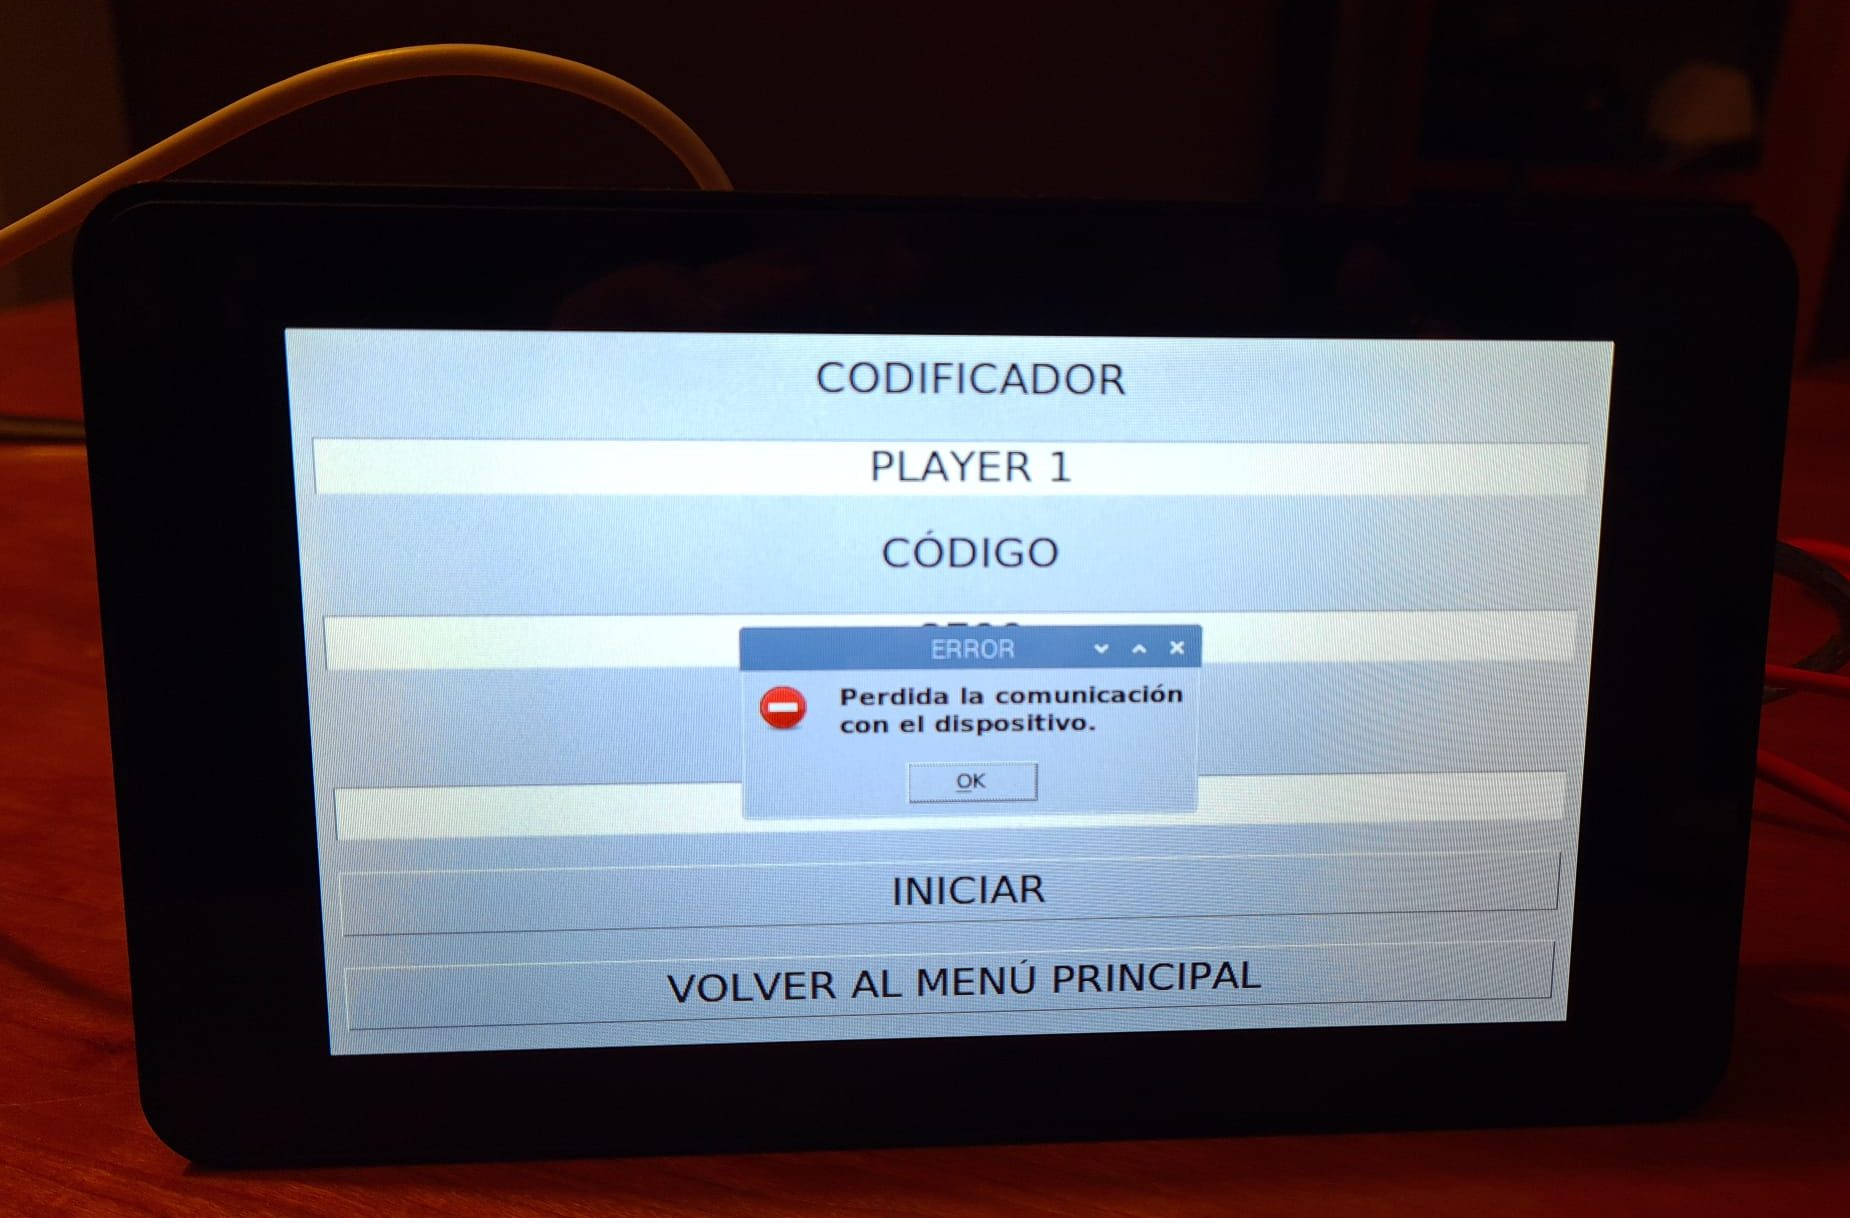 CODIFICADOR
PLAYER 1
CÓDIGO
ERROR
Perdida la comunicación
con el dispositivo.
OK
INICIAR
VOLVER AL MENÚ PRINCIPAL